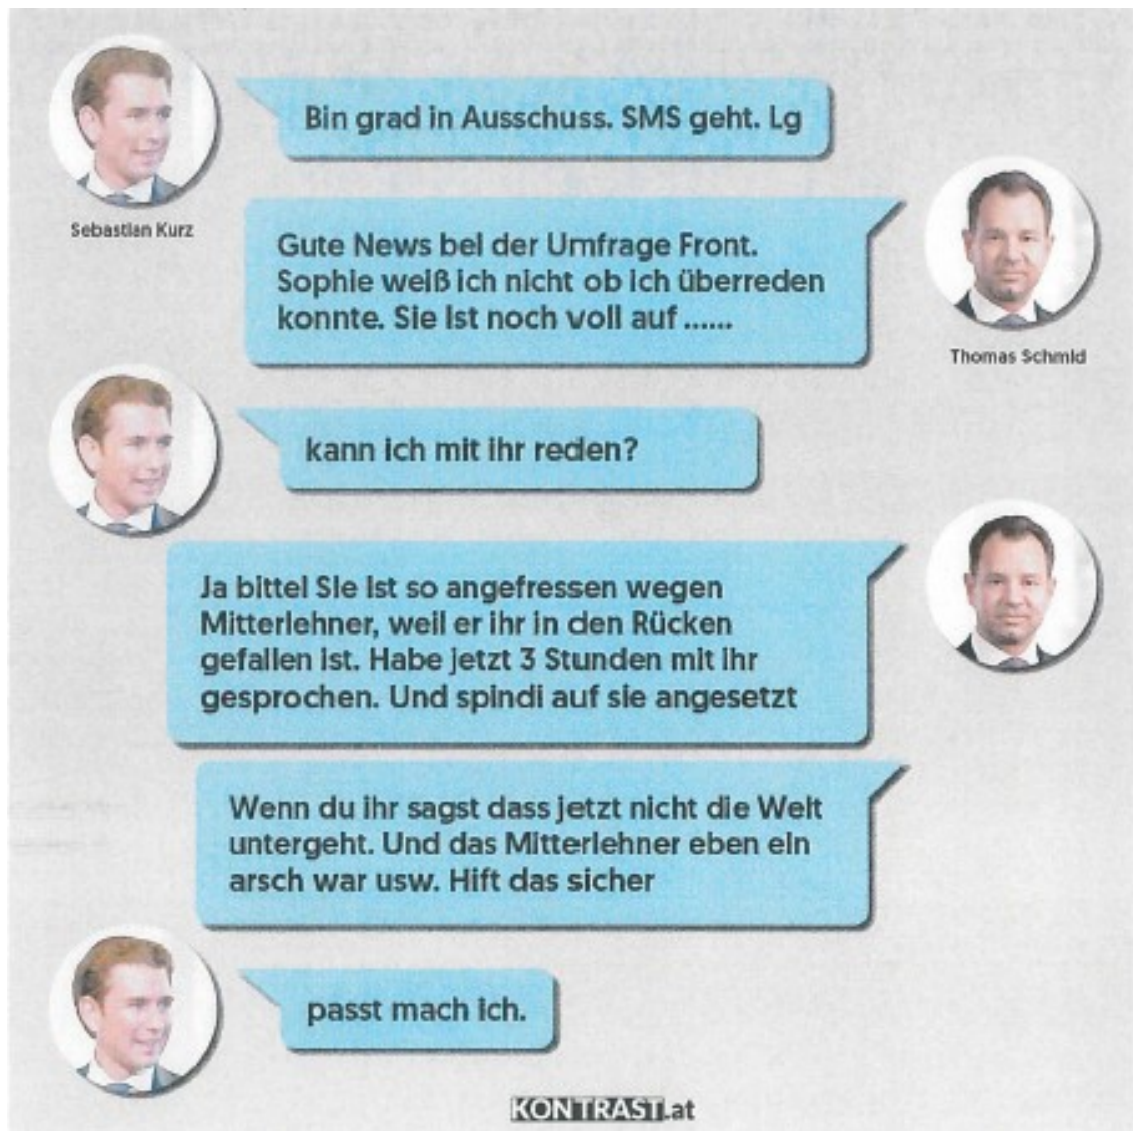 Bin grad in Ausschuss. SMS geht. Lg
Sebastian Kurz
Gute News bei der Umfrage Front.
Sophie weiß ich nicht ob ich überreden
konnte. Sie ist noch voll auf ......
Thomas Schmid
kann ich mit ihr reden?
Ja bitte! Sie ist so angefressen wegen
Mitterlehner, weil er ihr in den Rücken
gefallen ist. Habe jetzt 3 Stunden mit ihr
gesprochen. Und spindi auf sie angesetzt
Wenn du ihr sagst dass jetzt nicht die Welt
untergeht. Und das Mitterlehner eben ein
arsch war usw. Hift das sicher
passt mach ich.
KONTRAST.at